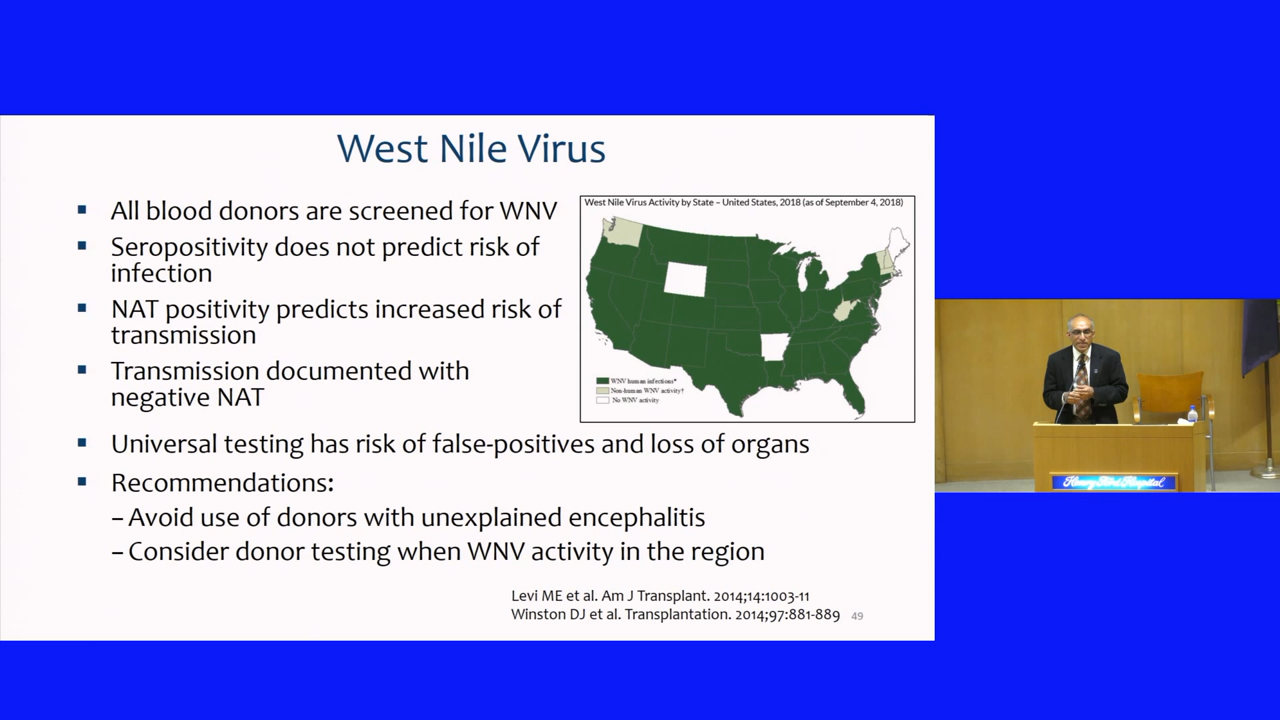 West Nile Virus
▪ All blood donors are screened for WNV
▪ Seropositivity does not predict risk of
infection
▪ NAT positivity predicts increased risk of
transmission
▪ Transmission documented with
negative NAT
▪ Universal testing has risk of false-positives and loss of organs
▪ Recommendations:
– Avoid use of donors with unexplained encephalitis
– Consider donor testing when WNV activity in the region
West Nile Virus Activity by State – United States, 2018 (as of September 4, 2018)
WNV human infections*
Non-human WNV activity†
No WNV activity
Levi ME et al. Am J Transplant. 2014;14:1003-11
Winston DJ et al. Transplantation. 2014;97:881-889
49
Henry Ford Hospital